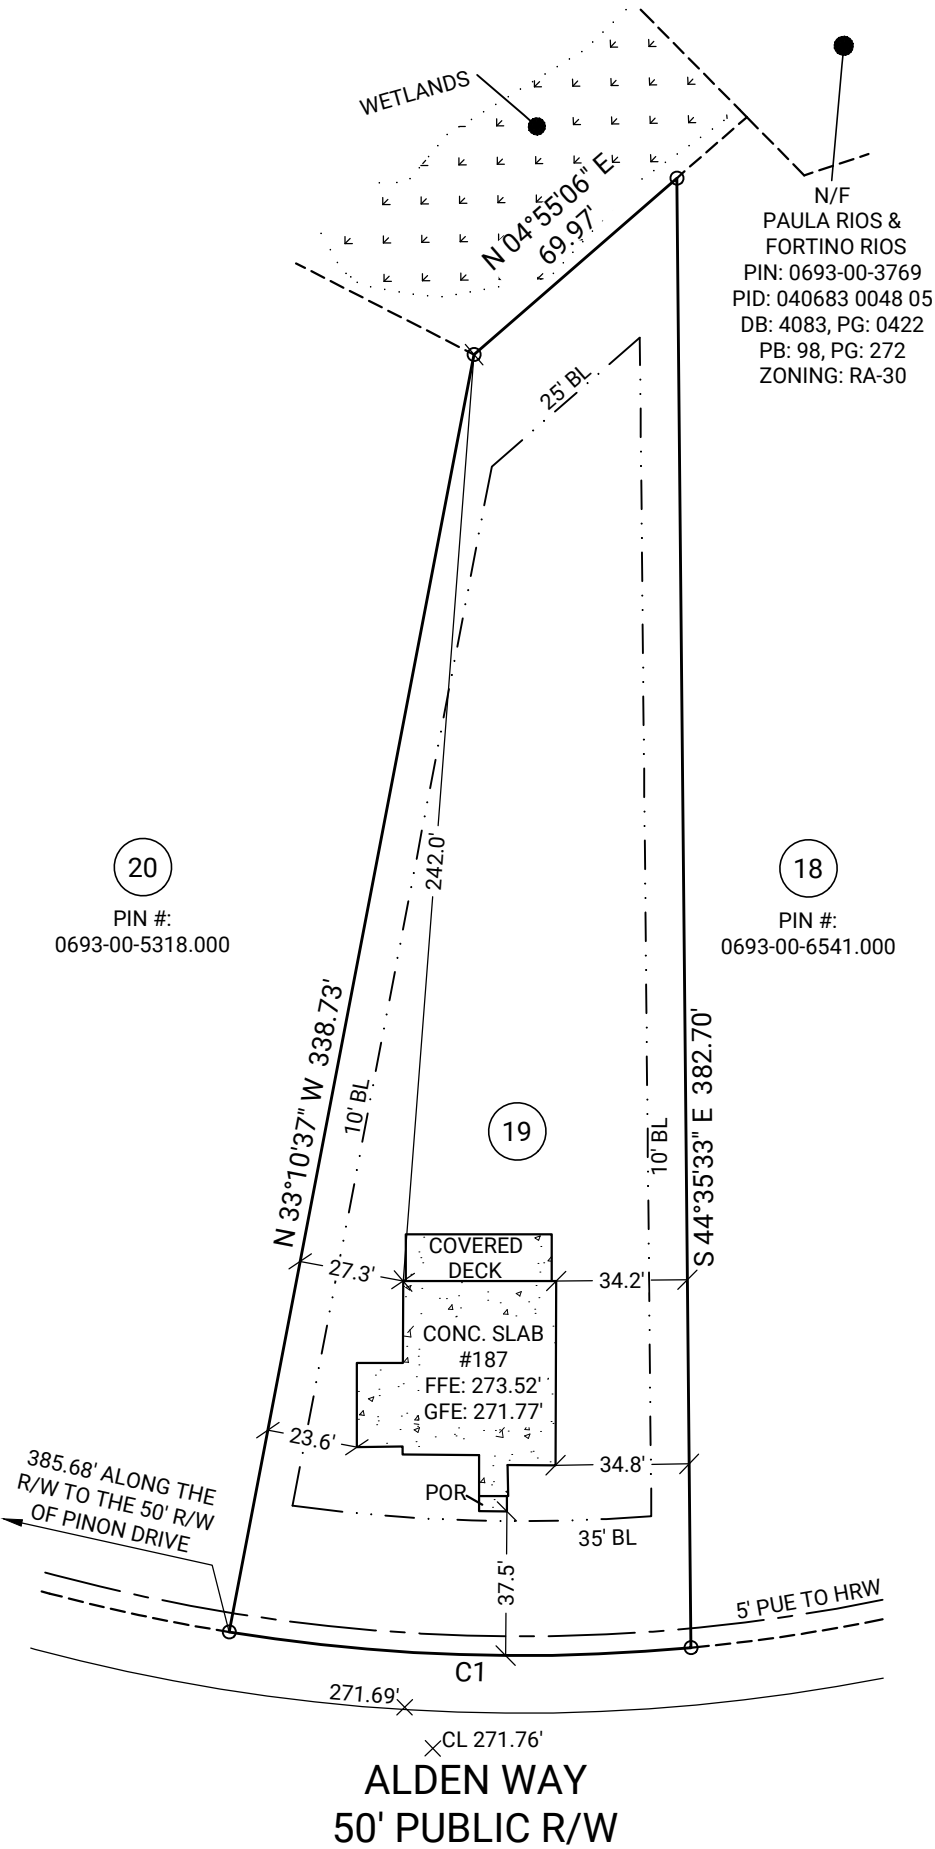 WETLANDS
N 04°55'06" E
69.97'
N/F
PAULA RIOS &
FORTINO RIOS
PIN: 0693-00-3769
PID: 040683 0048 05
DB: 4083, PG: 0422
PB: 98, PG: 272
ZONING: RA-30
25' BL
242.0'
20
PIN #:
0693-00-5318.000
18
PIN #:
0693-00-6541.000
N 33°10'37" W 338.73'
10' BL
19
10' BL
S 44°35'33" E 382.70'
COVERED
DECK
27.3'
34.2'
CONC. SLAB
#187
FFE: 273.52'
GFE: 271.77'
23.6'
34.8'
385.68' ALONG THE
R/W TO THE 50' R/W
OF PINON DRIVE
POR
35' BL
37.5'
5' PUE TO HRW
C1
271.69'
CL 271.76'
ALDEN WAY
50' PUBLIC R/W